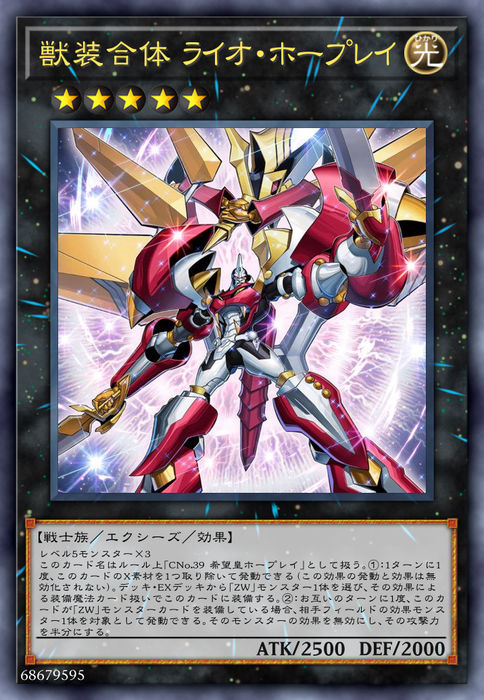 獣装合体 ライオ・ホープレイ
ひかり
光
【戦士族／エクシーズ／効果】
レベル5モンスター×3
このカード名はルール上「CNo.39 希望皇ホープレイ」として扱う。①:1ターンに1
度、このカードのX素材を1つ取り除いて発動できる(この効果の発動と効果は無
効化されない)。デッキ・EXデッキから「ZW」モンスター1体を選び、その効果によ
る装備魔法カード扱いでこのカードに装備する。②:お互いのターンに1度、このカー
ドが「ZW」モンスターカードを装備している場合、相手フィールドの効果モンス
ター1体を対象として発動できる。そのモンスターの効果を無効にし、その攻撃力
を半分にする。
ATK/2500 DEF/2000
68679595